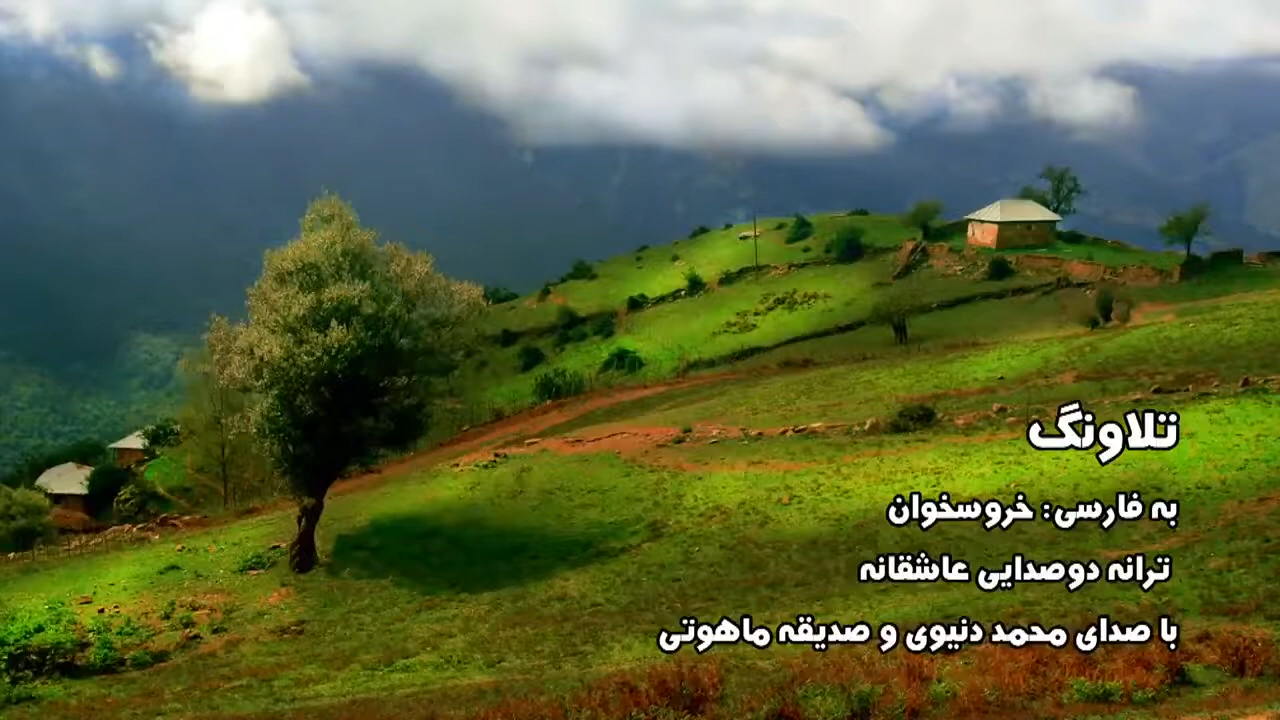 تلاونگ
به فارسی: خروسخوان
ترانه دوصدایی عاشقانه
با صدای محمد دنیوی و صدیقه ماهوتی